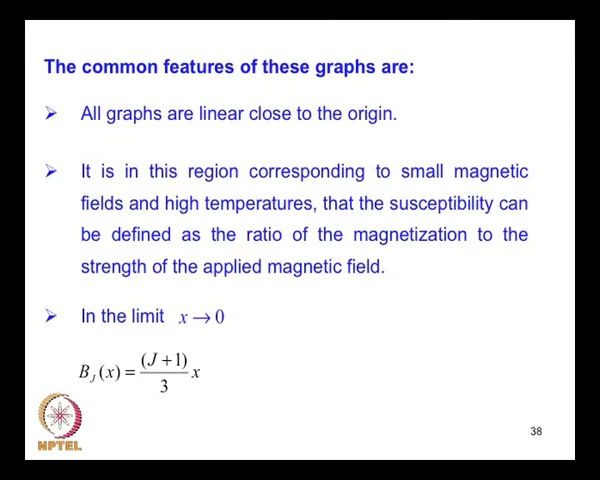 The common features of these graphs are:
➢ All graphs are linear close to the origin.
➢ It is in this region corresponding to small magnetic
fields and high temperatures, that the susceptibility can
be defined as the ratio of the magnetization to the
strength of the applied magnetic field.
➢ In the limit x → 0
B_J(x) = (J+1)/3 x
NPTEL
38